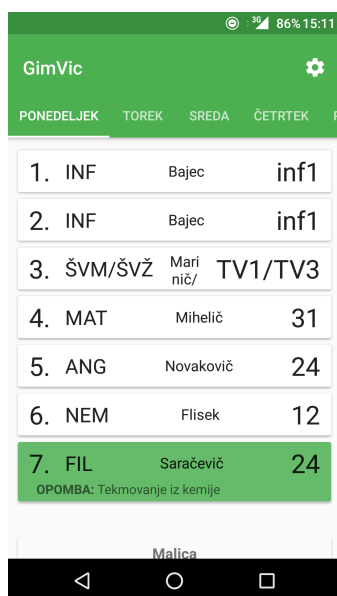 3G 86% 15:11
GimVic
PONEDELJEK TOREK SREDA ČETRTEK
1. INF Bajec inf1
2. INF Bajec inf1
3. ŠVM/ŠVŽ Mari nič/ TV1/TV3
4. MAT Mihelič 31
5. ANG Novakovič 24
6. NEM Flisek 12
7. FIL Saračevič 24
OPOMBA: Tekmovanje iz kemije
Malica